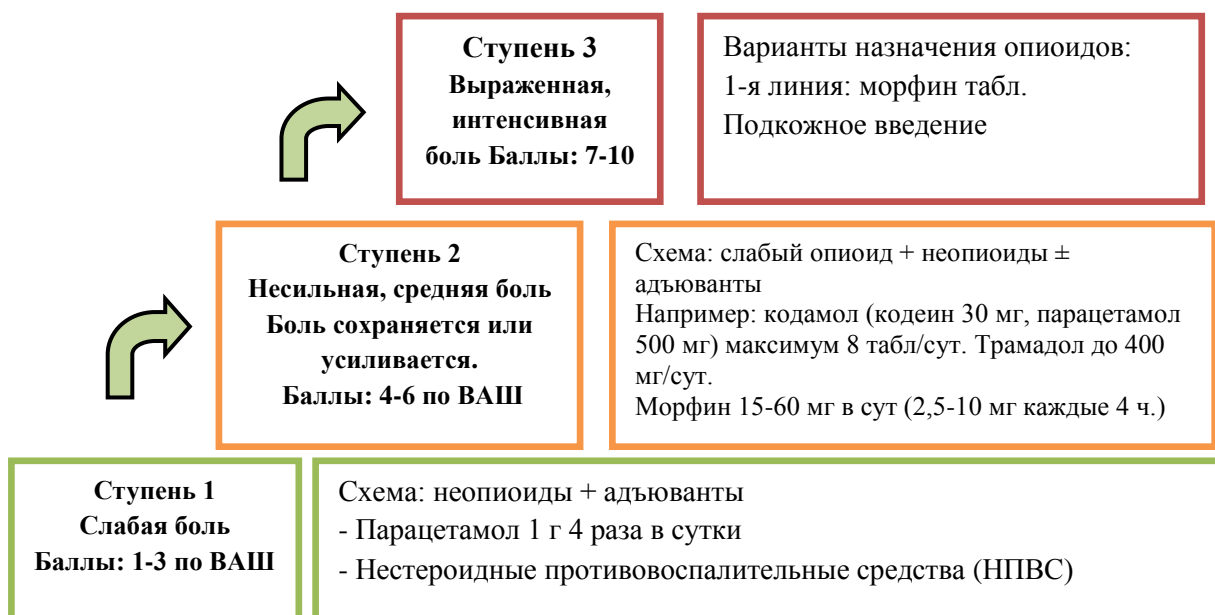 Ступень 3
Выраженная,
интенсивная
боль Баллы: 7-10
Варианты назначения опиоидов:
1-я линия: морфин табл.
Подкожное введение
Ступень 2
Несильная, средняя боль
Боль сохраняется или
усиливается.
Баллы: 4-6 по ВАШ
Схема: слабый опиоид + неопиоиды ±
адъюванты
Например: кодамол (кодеин 30 мг, парацетамол
500 мг) максимум 8 табл/сут. Трамадол до 400
мг/сут.
Морфин 15-60 мг в сут (2,5-10 мг каждые 4 ч.)
Ступень 1
Слабая боль
Баллы: 1-3 по ВАШ
Схема: неопиоиды + адъюванты
- Парацетамол 1 г 4 раза в сутки
- Нестероидные противовоспалительные средства (НПВС)